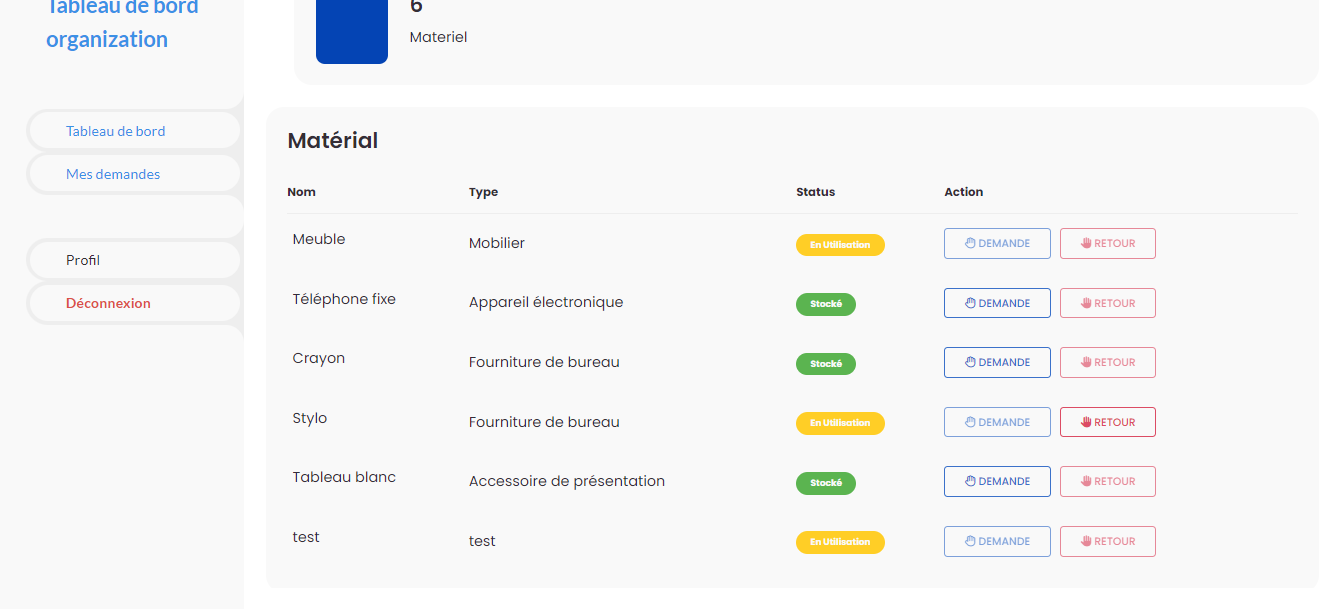 Tableau de bord
organization
Tableau de bord
Mes demandes
Profil
Déconnexion
6
Materiel
Matérial
Nom Type Status Action
Meuble Mobilier En Utilisation DEMANDE RETOUR
Téléphone fixe Appareil électronique Stocké DEMANDE RETOUR
Crayon Fourniture de bureau Stocké DEMANDE RETOUR
Stylo Fourniture de bureau En Utilisation DEMANDE RETOUR
Tableau blanc Accessoire de présentation Stocké DEMANDE RETOUR
test test En Utilisation DEMANDE RETOUR